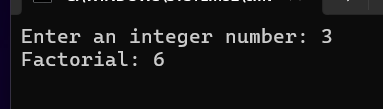 Enter an integer number: 3
Factorial: 6